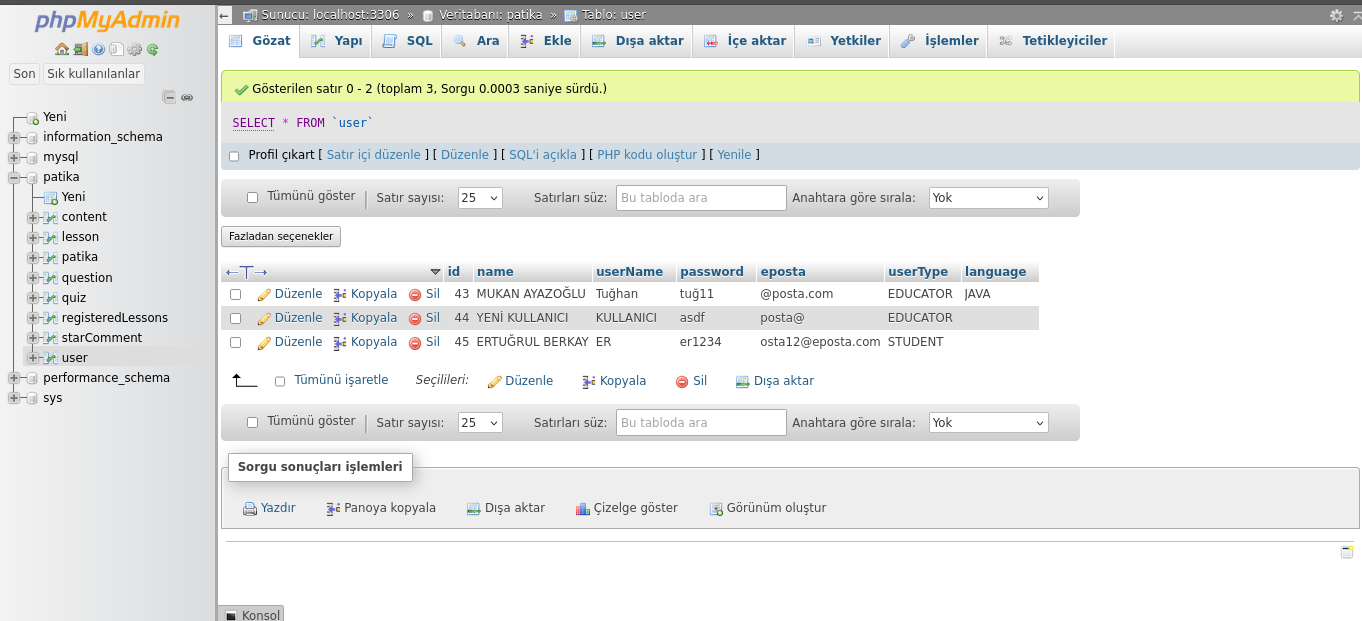 phpMyAdmin
Son Sık kullanılanlar
Yeni
information_schema
mysql
patika
Yeni
content
lesson
patika
question
quiz
registeredLessons
starComment
user
performance_schema
sys
Sunucu: localhost:3306 » Veritabanı: patika » Tablo: user
Gözat Yapı SQL Ara Ekle Dışa aktar İçe aktar Yetkiler İşlemler Tetikleyiciler
Gösterilen satır 0 - 2 (toplam 3, Sorgu 0.0003 saniye sürdü.)
SELECT * FROM `user`
Profil çıkart [ Satır içi düzenle ] [ Düzenle ] [ SQL'i açıkla ] [ PHP kodu oluştur ] [ Yenile ]
Tümünü göster Satır sayısı: 25 Satırları süz: Bu tabloda ara Anahtara göre sırala: Yok
Fazladan seçenekler
←T→ id name userName password eposta userType language
Düzenle Kopyala Sil 43 MUKAN AYAZOĞLU Tuğhan tuğ11 @posta.com EDUCATOR JAVA
Düzenle Kopyala Sil 44 YENİ KULLANICI KULLANICI asdf posta@ EDUCATOR
Düzenle Kopyala Sil 45 ERTUĞRUL BERKAY ER er1234 osta12@eposta.com STUDENT
Tümünü işaretle Seçilileri: Düzenle Kopyala Sil Dışa aktar
Tümünü göster Satır sayısı: 25 Satırları süz: Bu tabloda ara Anahtara göre sırala: Yok
Sorgu sonuçları işlemleri
Yazdır Panoya kopyala Dışa aktar Çizelge göster Görünüm oluştur
Konsol